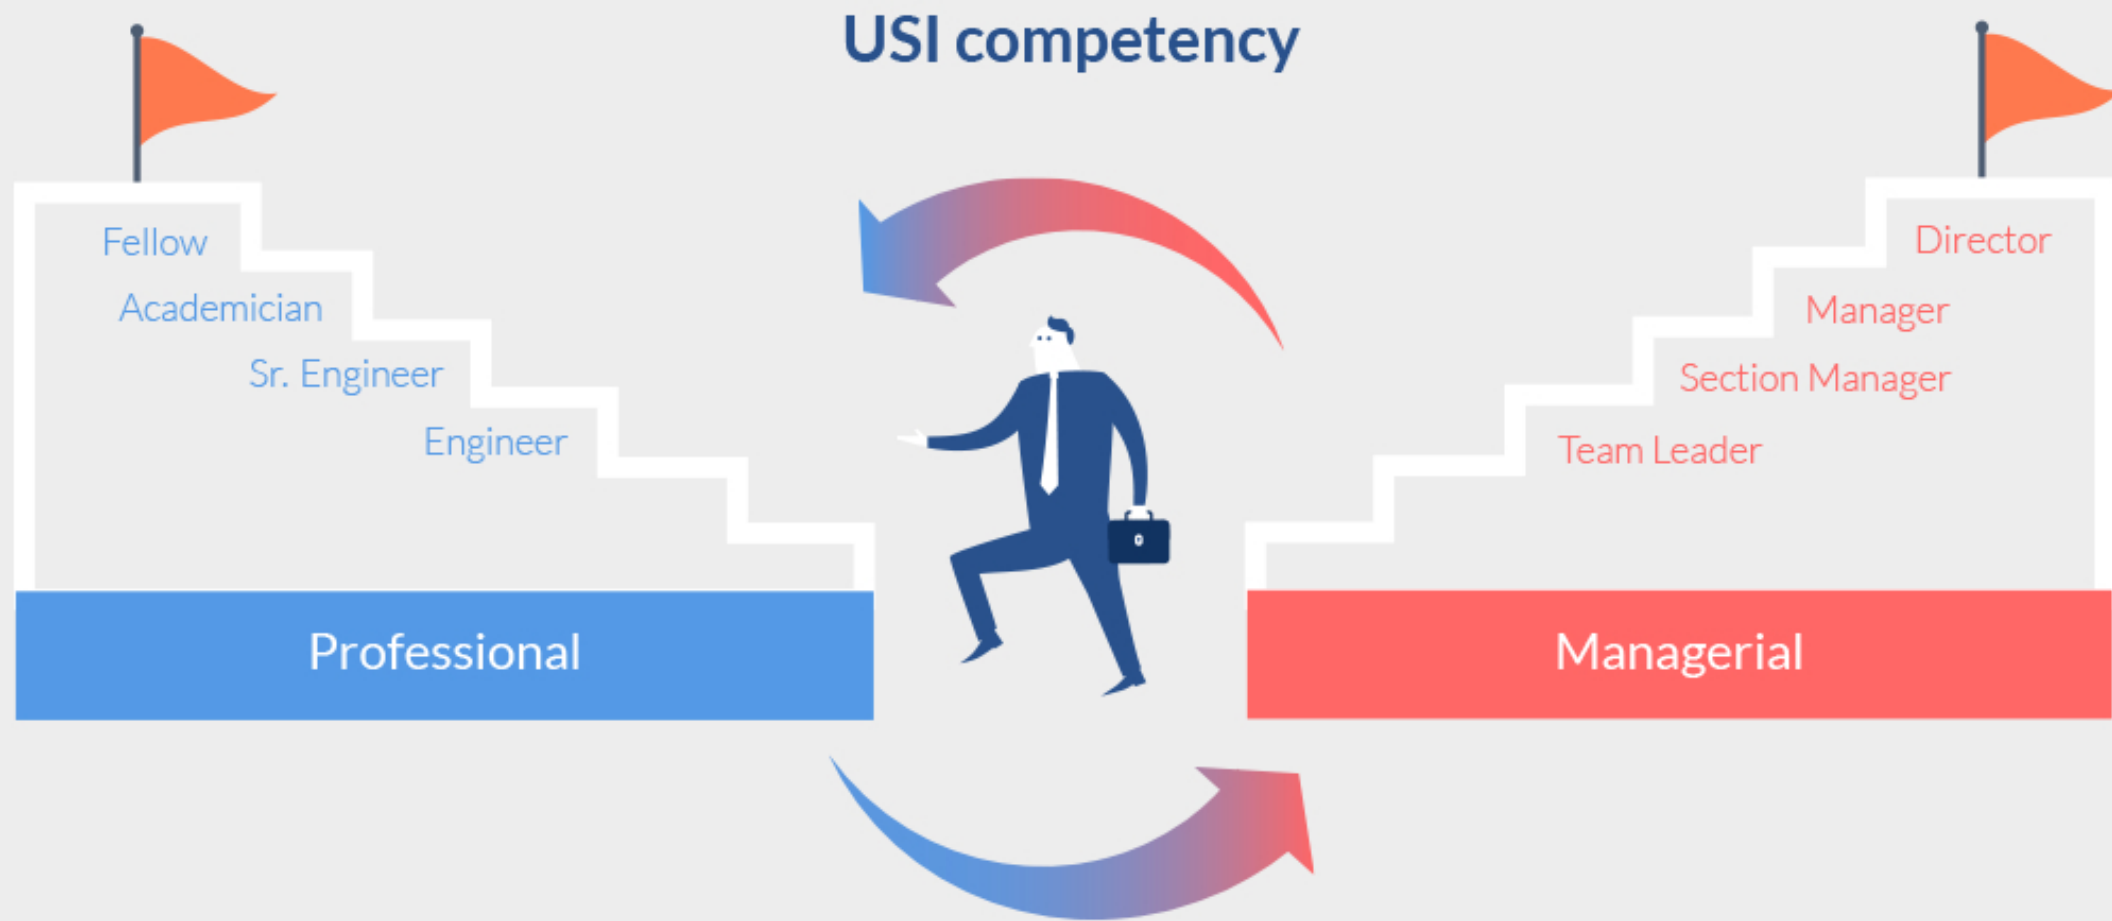 USI competency
Fellow
Academician
Sr. Engineer
Engineer
Professional
Director
Manager
Section Manager
Team Leader
Managerial